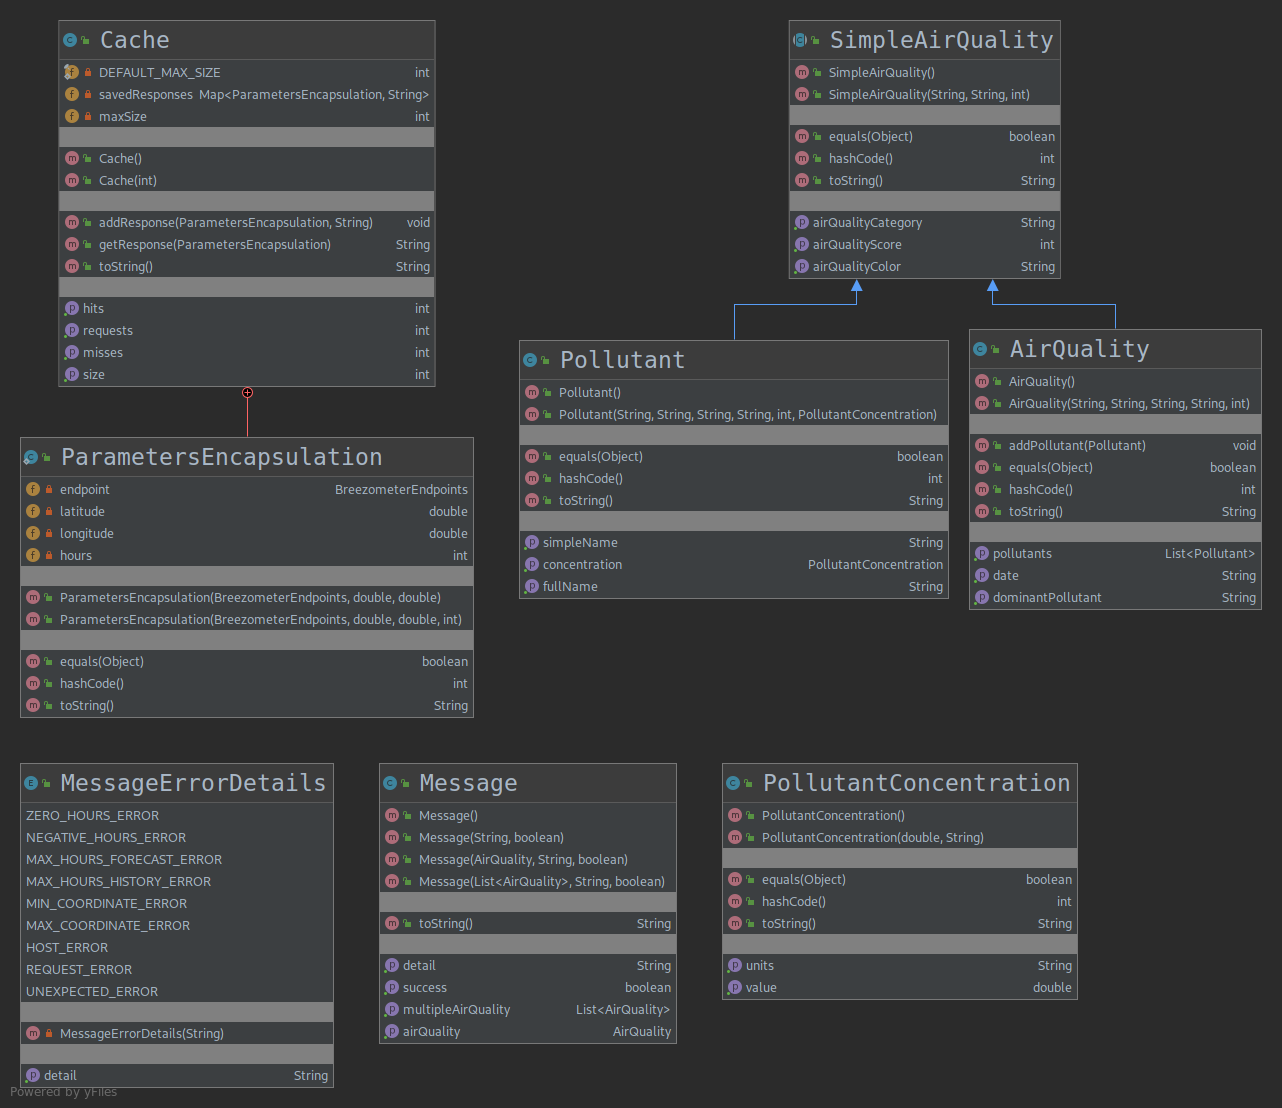 Cache
DEFAULT_MAX_SIZE int
savedResponses Map<ParametersEncapsulation, String>
maxSize int
Cache()
Cache(int)
addResponse(ParametersEncapsulation, String) void
getResponse(ParametersEncapsulation) String
toString() String
hits int
requests int
misses int
size int
SimpleAirQuality
SimpleAirQuality()
SimpleAirQuality(String, String, int)
equals(Object) boolean
hashCode() int
toString() String
airQualityCategory String
airQualityScore int
airQualityColor String
Pollutant
Pollutant()
Pollutant(String, String, String, String, int, PollutantConcentration)
equals(Object) boolean
hashCode() int
toString() String
simpleName String
concentration PollutantConcentration
fullName String
AirQuality
AirQuality()
AirQuality(String, String, String, String, int)
addPollutant(Pollutant) void
equals(Object) boolean
hashCode() int
toString() String
pollutants List<Pollutant>
date String
dominantPollutant String
ParametersEncapsulation
endpoint BreezometerEndpoints
latitude double
longitude double
hours int
ParametersEncapsulation(BreezometerEndpoints, double, double)
ParametersEncapsulation(BreezometerEndpoints, double, double, int)
equals(Object) boolean
hashCode() int
toString() String
MessageErrorDetails
ZERO_HOURS_ERROR
NEGATIVE_HOURS_ERROR
MAX_HOURS_FORECAST_ERROR
MAX_HOURS_HISTORY_ERROR
MIN_COORDINATE_ERROR
MAX_COORDINATE_ERROR
HOST_ERROR
REQUEST_ERROR
UNEXPECTED_ERROR
MessageErrorDetails(String)
detail String
Message
Message()
Message(String, boolean)
Message(AirQuality, String, boolean)
Message(List<AirQuality>, String, boolean)
toString() String
detail String
success boolean
multipleAirQuality List<AirQuality>
airQuality AirQuality
PollutantConcentration
PollutantConcentration()
PollutantConcentration(double, String)
equals(Object) boolean
hashCode() int
toString() String
units String
value double
Powered by yFiles